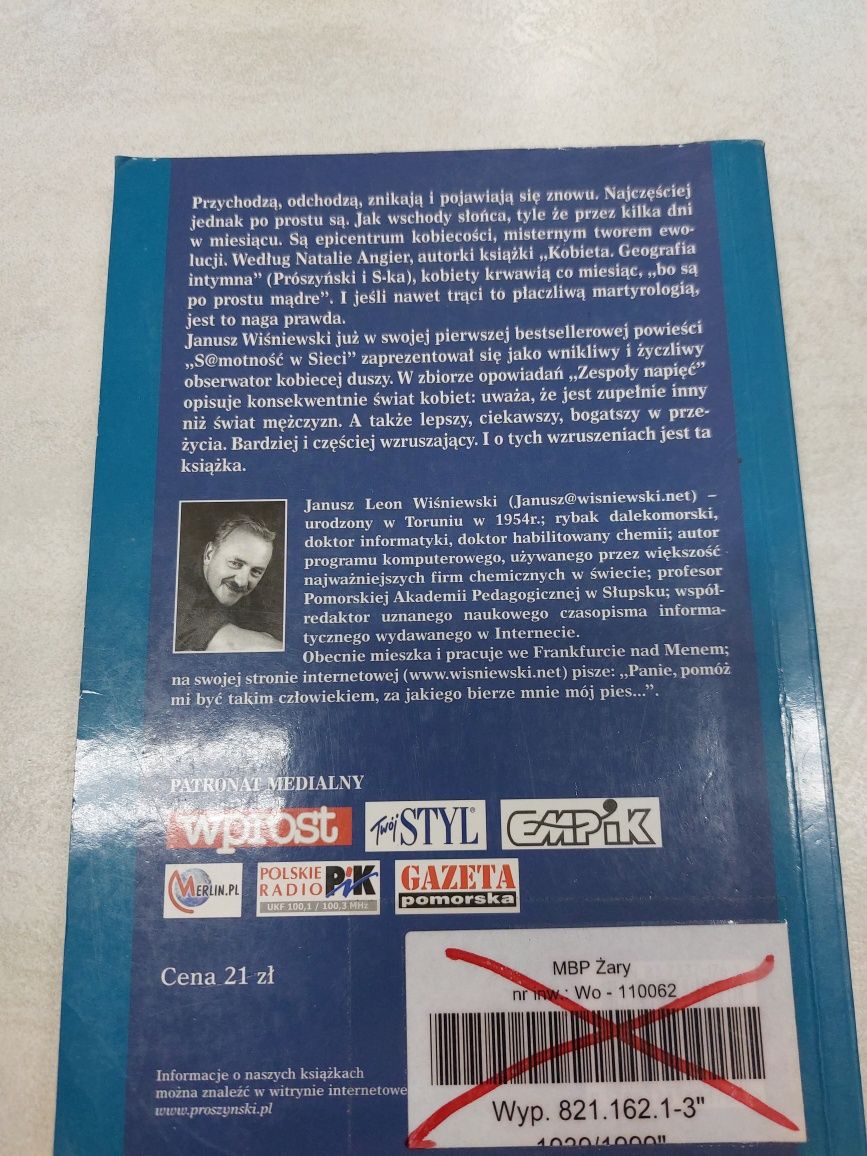 Przychodzą, odchodzą, znikają i pojawiają się znowu. Najczęściej
jednak po prostu są. Jak wschody słońca, tyle że przez kilka dni
w miesiącu. Są epicentrum kobiecości, misternym tworem ewo-
lucji. Według Natalie Angier, autorki książki „Kobieta. Geografia
intymna” (Prószyński i S-ka), kobiety krwawią co miesiąc, „bo są
po prostu mądre”. I jeśli nawet trąci to płaczliwą martyrologią,
jest to naga prawda.
Janusz Wiśniewski już w swojej pierwszej bestsellerowej powieści
„S@motność w Sieci” zaprezentował się jako wnikliwy i życzliwy
obserwator kobiecej duszy. W zbiorze opowiadań „Zespoły napięć”
opisuje konsekwentnie świat kobiet: uważa, że jest zupełnie inny
niż świat mężczyzn. A także lepszy, ciekawszy, bogatszy w prze-
życia. Bardziej i częściej wzruszający. I o tych wzruszeniach jest ta
książka.
Janusz Leon Wiśniewski (Janusz@wisniewski.net) –
urodzony w Toruniu w 1954r.; rybak dalekomorski,
doktor informatyki, doktor habilitowany chemii; autor
programu komputerowego, używanego przez większość
najważniejszych firm chemicznych w świecie; profesor
Pomorskiej Akademii Pedagogicznej w Słupsku; współ-
redaktor uznanego naukowego czasopisma informa-
tycznego wydawanego w Internecie.
Obecnie mieszka i pracuje we Frankfurcie nad Menem;
na swojej stronie internetowej (www.wisniewski.net) pisze: „Panie, pomóż
mi być takim człowiekiem, za jakiego bierze mnie mój pies...”.
PATRONAT MEDIALNY
wprost Twój STYL EMPiK
MERLIN.PL POLSKIE RADIO PiK UKF 100,1 / 100,3 MHz GAZETA pomorska
Cena 21 zł
MBP Żary
nr inw.: Wo - 110062
Wyp. 821.162.1-3"
1939/1999"
Informacje o naszych książkach
można znaleźć w witrynie internetowe
www.proszynski.pl